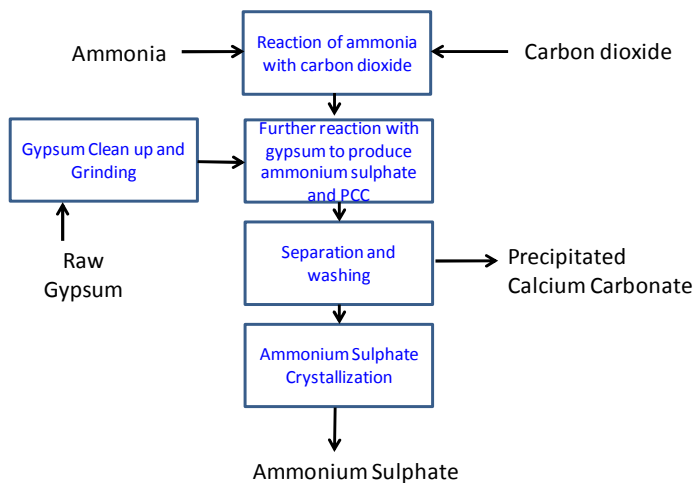 Ammonia
Reaction of ammonia
with carbon dioxide
Carbon dioxide
Gypsum Clean up and
Grinding
Further reaction with
gypsum to produce
ammonium sulphate
and PCC
Raw
Gypsum
Separation and
washing
Precipitated
Calcium Carbonate
Ammonium Sulphate
Crystallization
Ammonium Sulphate